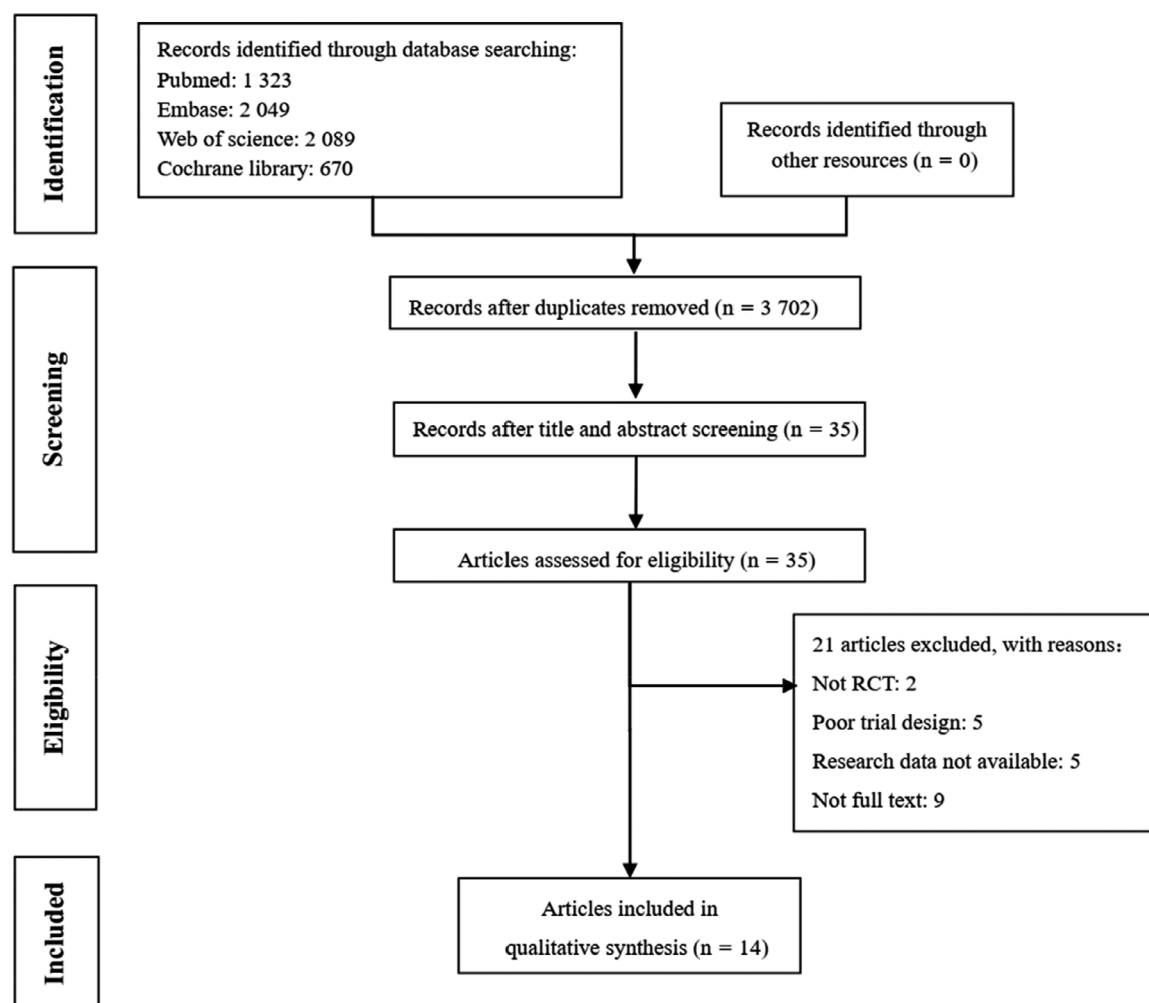 Identification
Records identified through database searching:
Pubmed: 1 323
Embase: 2 049
Web of science: 2 089
Cochrane library: 670
Records identified through
other resources (n = 0)
Screening
Records after duplicates removed (n = 3 702)
Records after title and abstract screening (n = 35)
Articles assessed for eligibility (n = 35)
Eligibility
21 articles excluded, with reasons：
Not RCT: 2
Poor trial design: 5
Research data not available: 5
Not full text: 9
Included
Articles included in
qualitative synthesis (n = 14)